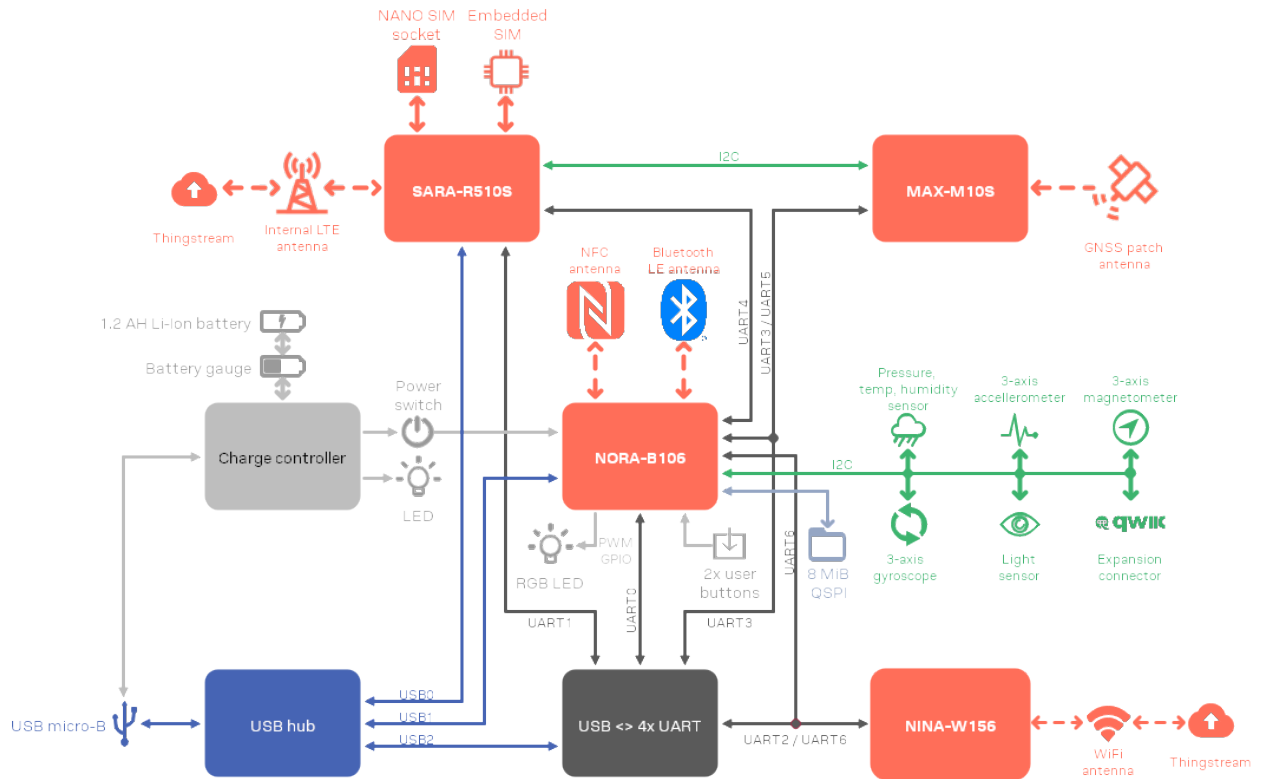 NANO SIM
socket
Embedded
SIM
SARA-R510S
I2C
MAX-M10S
Thingstream
Internal LTE
antenna
GNSS patch
antenna
NFC
antenna
Bluetooth
LE antenna
UART4
UART3 / UART5
1.2 AH Li-Ion battery
Battery gauge
Power
switch
Charge controller
LED
NORA-B106
Pressure,
temp, humidity
sensor
3-axis
accellerometer
3-axis
magnetometer
I2C
3-axis
gyroscope
Light
sensor
qwiic
Expansion
connector
RGB LED
PWM
GPIO
2x user
buttons
8 MiB
QSPI
UART6
UART1
UART0
UART3
USB micro-B
USB hub
USB0
USB1
USB2
USB <> 4x UART
UART2 / UART6
NINA-W156
WiFi
antenna
Thingstream